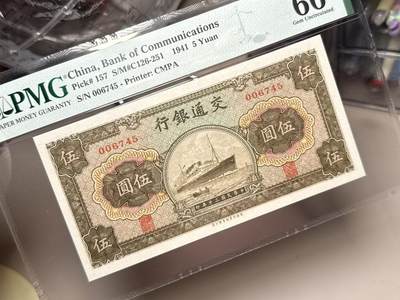 China, Bank of Communications
Pick# 157 S/M#C126-251 1941 5 Yuan
S/N 006745 - Printer: CMPA
PMG
PAPER MONEY GUARANTY
Gem Uncirculated
行銀通交
伍
伍
006745
006745
圓伍
圓伍
伍
伍